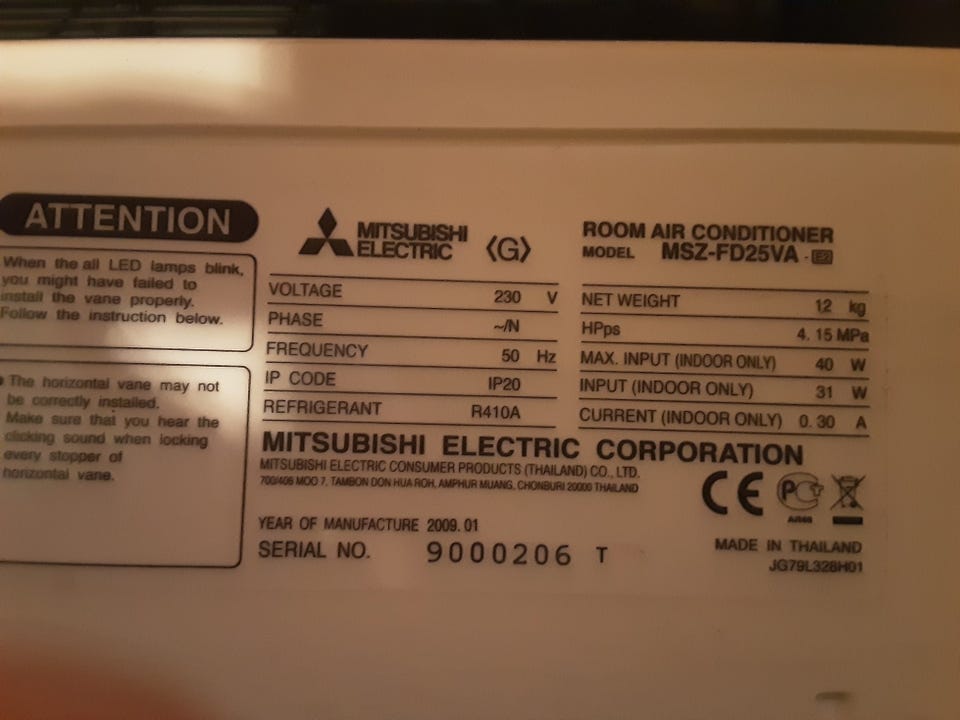 ATTENTION
When the all LED lamps blink,
you might have failed to
install the vane properly.
Follow the instruction below.
The horizontal vane may not
be correctly installed.
Make sure that you hear the
clicking sound when locking
every stopper of
horizontal vane.
MITSUBISHI
ELECTRIC
⟨G⟩
VOLTAGE 230 V
PHASE ~/N
FREQUENCY 50 Hz
IP CODE IP20
REFRIGERANT R410A
ROOM AIR CONDITIONER
MODEL MSZ-FD25VA - E2
NET WEIGHT 12 kg
HPps 4.15 MPa
MAX. INPUT (INDOOR ONLY) 40 W
INPUT (INDOOR ONLY) 31 W
CURRENT (INDOOR ONLY) 0.30 A
MITSUBISHI ELECTRIC CORPORATION
MITSUBISHI ELECTRIC CONSUMER PRODUCTS (THAILAND) CO., LTD.
700/406 MOO 7, TAMBON DON HUA ROH, AMPHUR MUANG, CHONBURI 20000 THAILAND
CE
YEAR OF MANUFACTURE 2009.01
SERIAL NO. 9000206 T
MADE IN THAILAND
JG79L328H01